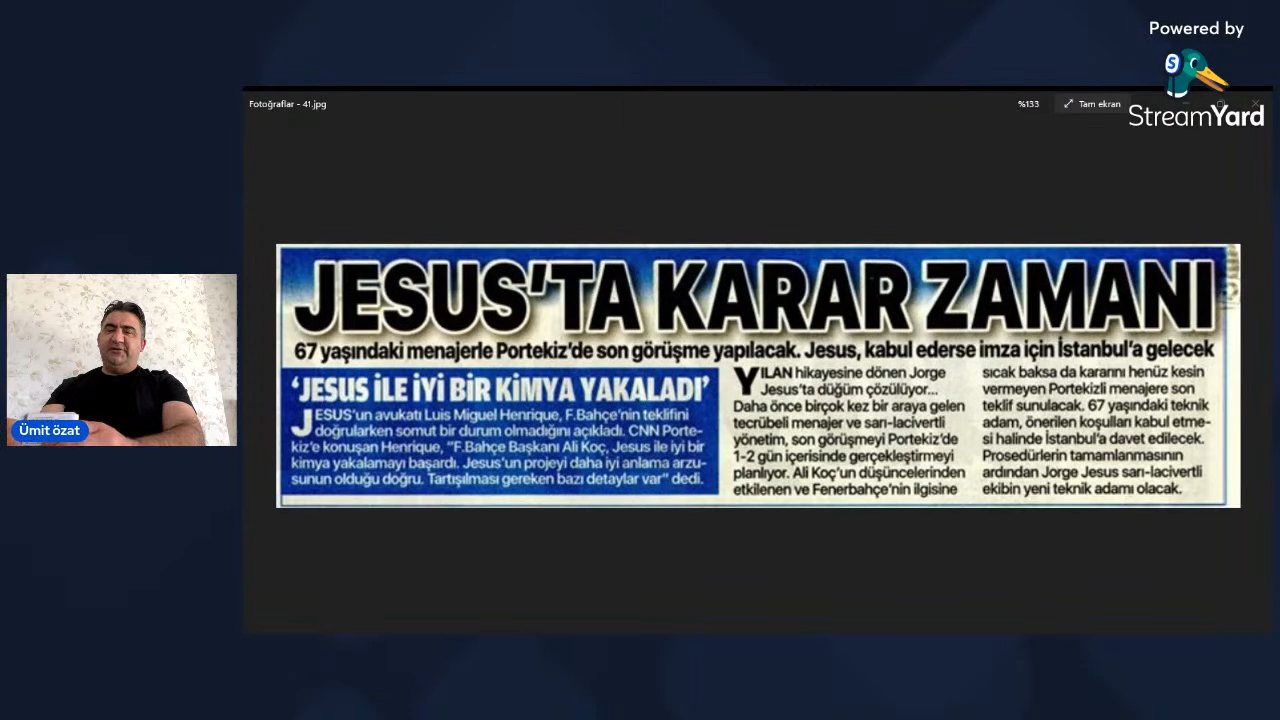 Powered by
StreamYard
Fotoğraflar - 41.jpg
%133
Tam ekran
JESUS'TA KARAR ZAMANI
67 yaşındaki menajerle Portekiz'de son görüşme yapılacak. Jesus, kabul ederse imza için İstanbul'a gelecek
'JESUS İLE İYİ BİR KİMYA YAKALADI'
JESUS'un avukatı Luis Miguel Henrique, F.Bahçe'nin teklifini
doğrularken somut bir durum olmadığını açıkladı. CNN Porte-
kiz'e konuşan Henrique, "F.Bahçe Başkanı Ali Koç, Jesus ile iyi bir
kimya yakalamayı başardı. Jesus'un projeyi daha iyi anlama arzu-
sunun olduğu doğru. Tartışılması gereken bazı detaylar var" dedi.
YILAN hikayesine dönen Jorge
Jesus'ta düğüm çözülüyor...
Daha önce birçok kez bir araya gelen
tecrübeli menajer ve sarı-lacivertli
yönetim, son görüşmeyi Portekiz'de
1-2 gün içerisinde gerçekleştirmeyi
planlıyor. Ali Koç'un düşüncelerinden
etkilenen ve Fenerbahçe'nin ilgisine
sıcak baksa da kararını henüz kesin
vermeyen Portekizli menajere son
teklif sunulacak. 67 yaşındaki teknik
adam, önerilen koşulları kabul etme-
si halinde İstanbul'a davet edilecek.
Prosedürlerin tamamlanmasının
ardından Jorge Jesus sarı-lacivertli
ekibin yeni teknik adamı olacak.
Ümit özat